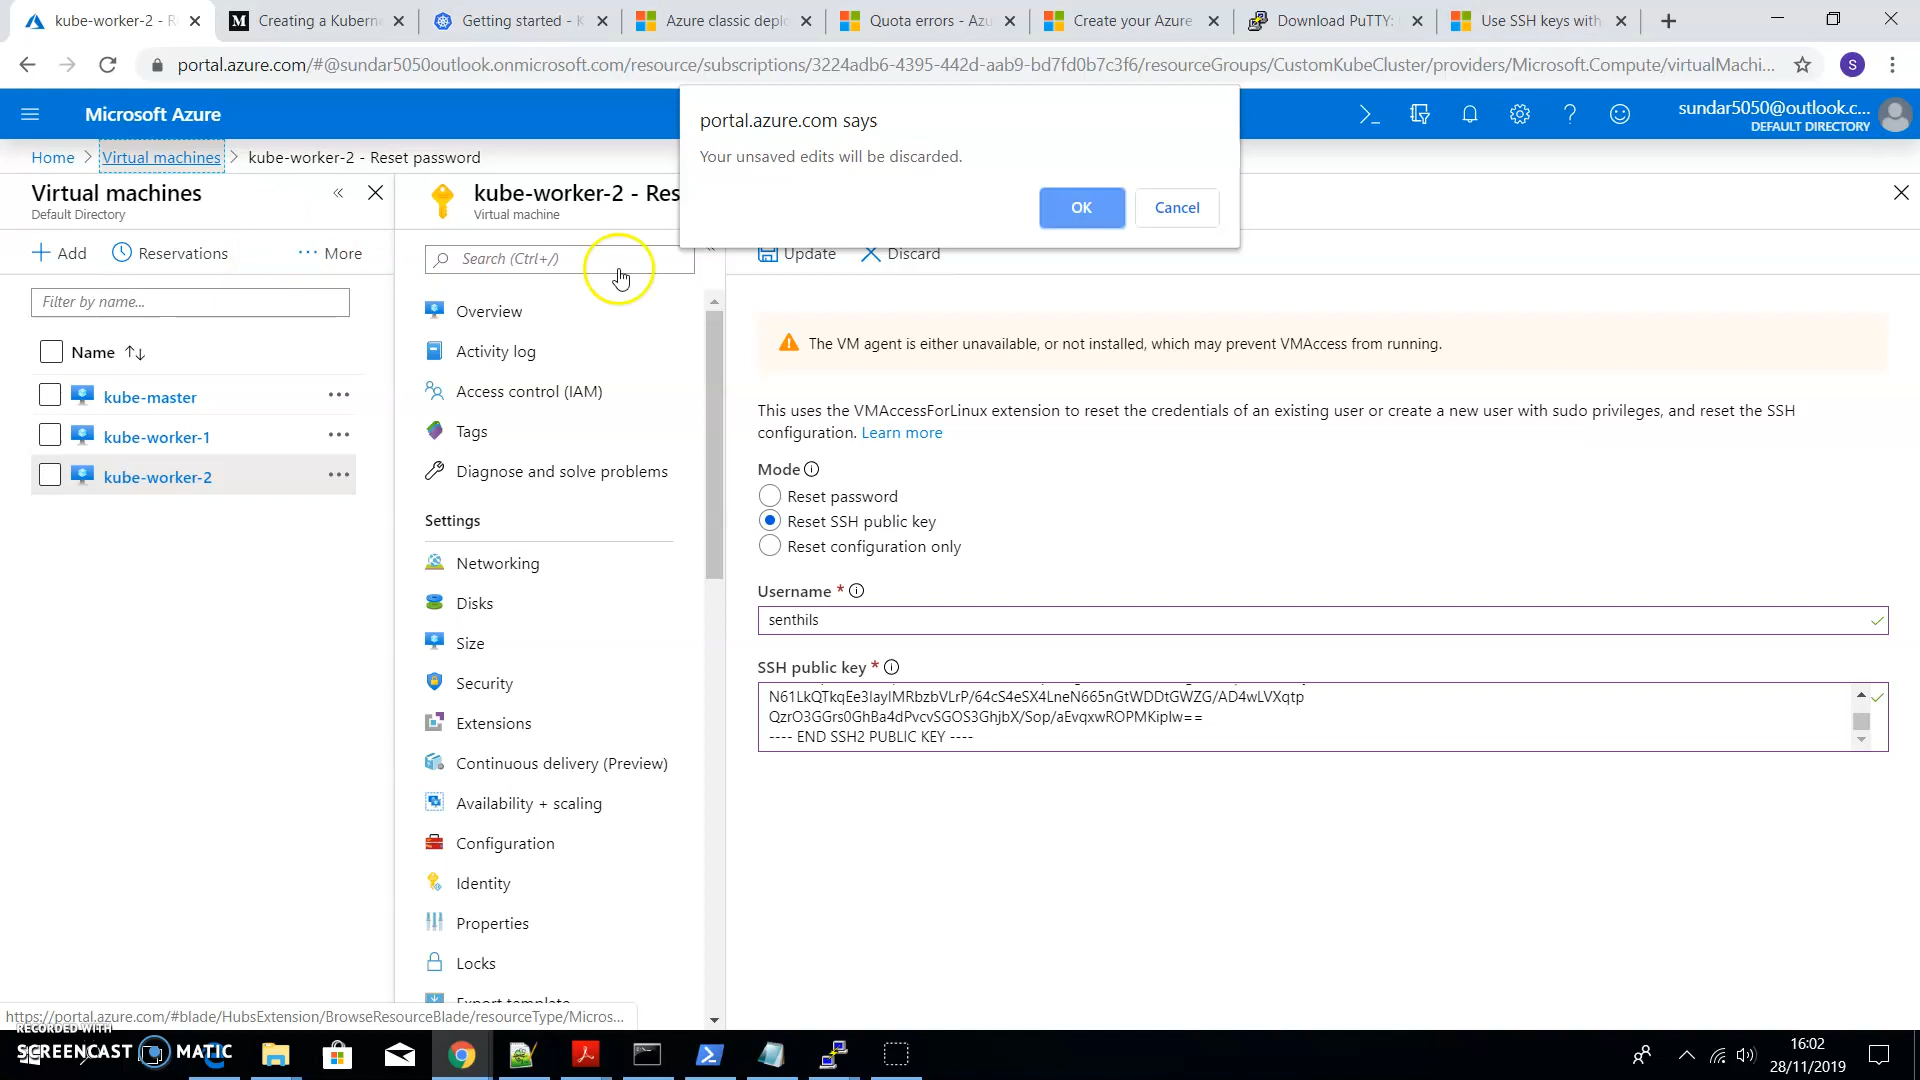 kube-worker-2 - R
Creating a Kuberne
Getting started - K
Azure classic deplo
Quota errors - Azu
Create your Azure
Download PuTTY:
Use SSH keys with
portal.azure.com/#@sundar5050outlook.onmicrosoft.com/resource/subscriptions/3224adb6-4395-442d-aab9-bd7fd0b7c3f6/resourceGroups/CustomKubeCluster/providers/Microsoft.Compute/virtualMachi...
S
Microsoft Azure
sundar5050@outlook.c...
DEFAULT DIRECTORY
portal.azure.com says
Your unsaved edits will be discarded.
OK
Cancel
Home > Virtual machines > kube-worker-2 - Reset password
Virtual machines
Default Directory
Add
Reservations
More
Filter by name...
Name
kube-master
kube-worker-1
kube-worker-2
kube-worker-2 - Res
Virtual machine
Search (Ctrl+/)
Overview
Activity log
Access control (IAM)
Tags
Diagnose and solve problems
Settings
Networking
Disks
Size
Security
Extensions
Continuous delivery (Preview)
Availability + scaling
Configuration
Identity
Properties
Locks
Export template
Update
Discard
The VM agent is either unavailable, or not installed, which may prevent VMAccess from running.
This uses the VMAccessForLinux extension to reset the credentials of an existing user or create a new user with sudo privileges, and reset the SSH
configuration. Learn more
Mode
Reset password
Reset SSH public key
Reset configuration only
Username *
senthils
SSH public key *
N61LkQTkqEe3IaylMRbzbVLrP/64cS4eSX4LneN665nGtWDDtGWZG/AD4wLVXqtp
QzrO3GGrs0GhBa4dPvcvSGOS3GhjbX/Sop/aEvqxwROPMKiplw==
---- END SSH2 PUBLIC KEY ----
https://portal.azure.com/#blade/HubsExtension/BrowseResourceBlade/resourceType/Micros...
RECORDED WITH
SCREENCAST MATIC
16:02
28/11/2019